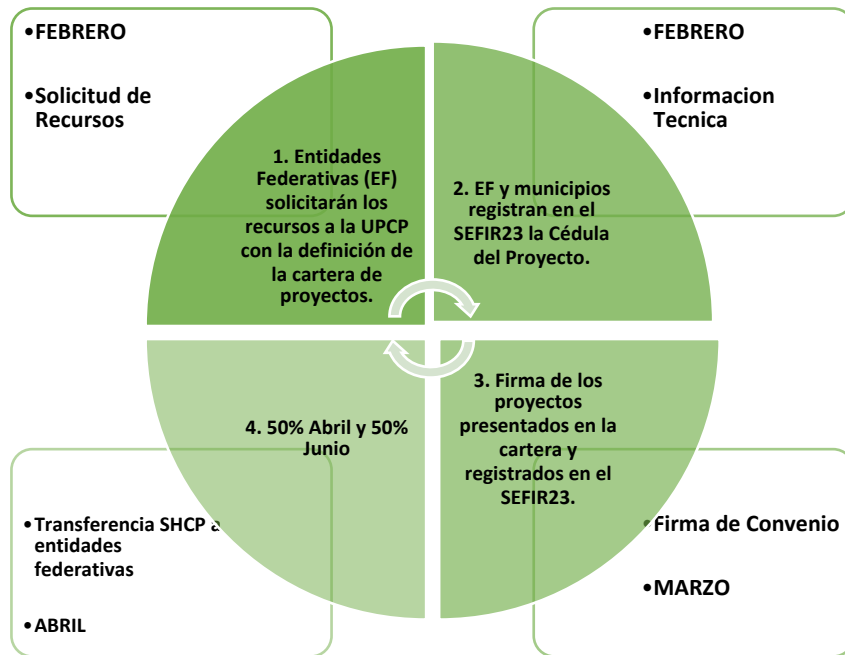 •FEBRERO
•Solicitud de
Recursos
1. Entidades
Federativas (EF)
solicitarán los
recursos a la UPCP
con la definición de
la cartera de
proyectos.
•FEBRERO
•Informacion
Tecnica
2. EF y municipios
registran en el
SEFIR23 la Cédula
del Proyecto.
3. Firma de los
proyectos
presentados en la
cartera y
registrados en el
SEFIR23.
•Firma de Convenio
•MARZO
4. 50% Abril y 50%
Junio
•Transferencia SHCP a
entidades
federativas
•ABRIL